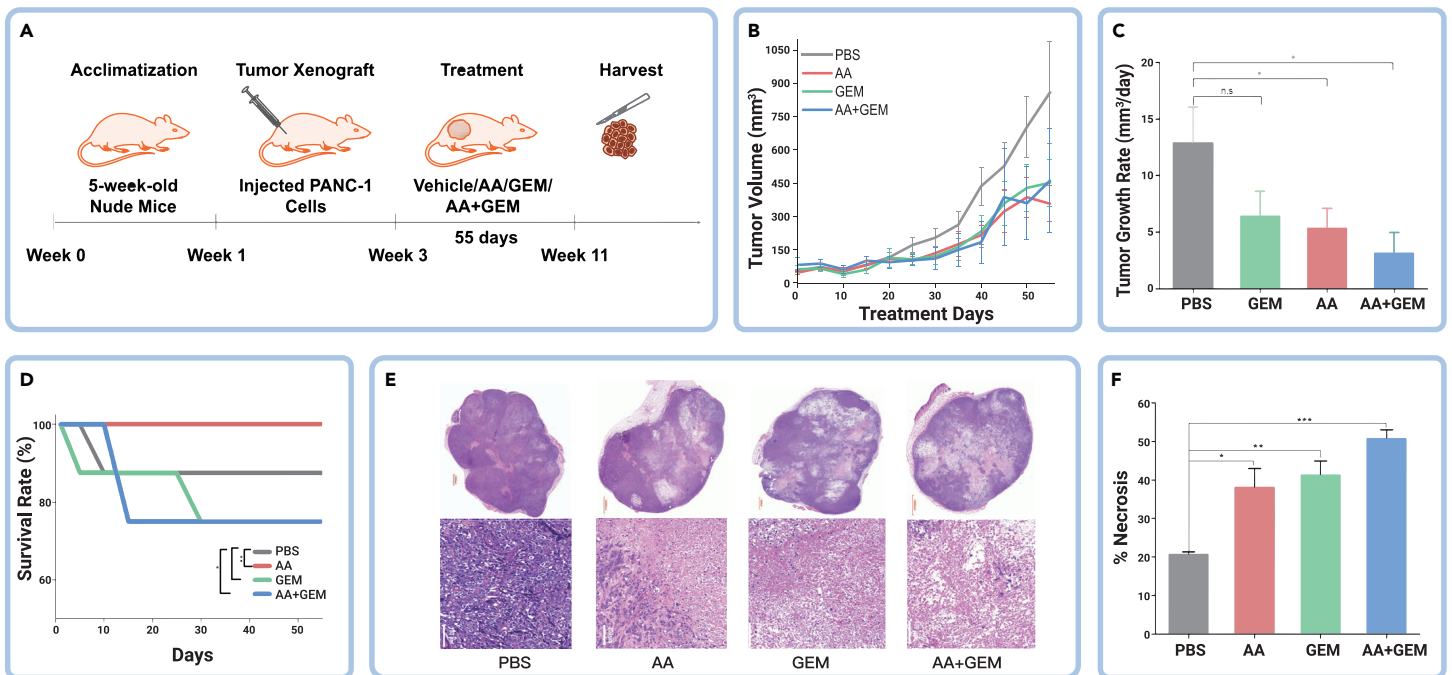 A
Acclimatization
Tumor Xenograft
Treatment
Harvest
5-week-old
Nude Mice
Injected PANC-1
Cells
Vehicle/AA/GEM/
AA+GEM
55 days
Week 0
Week 1
Week 3
Week 11
B
Tumor Volume (mm³)
1050
900
750
600
450
300
150
0
PBS
AA
GEM
AA+GEM
0 10 20 30 40 50
Treatment Days
C
Tumor Growth Rate (mm³/day)
20
15
10
5
0
*
*
n.s
PBS GEM AA AA+GEM
D
Survival Rate (%)
100
80
60
PBS
AA
GEM
AA+GEM
0 10 20 30 40 50
Days
E
PBS AA GEM AA+GEM
F
% Necrosis
60
50
40
30
20
10
0
***
**
*
PBS AA GEM AA+GEM